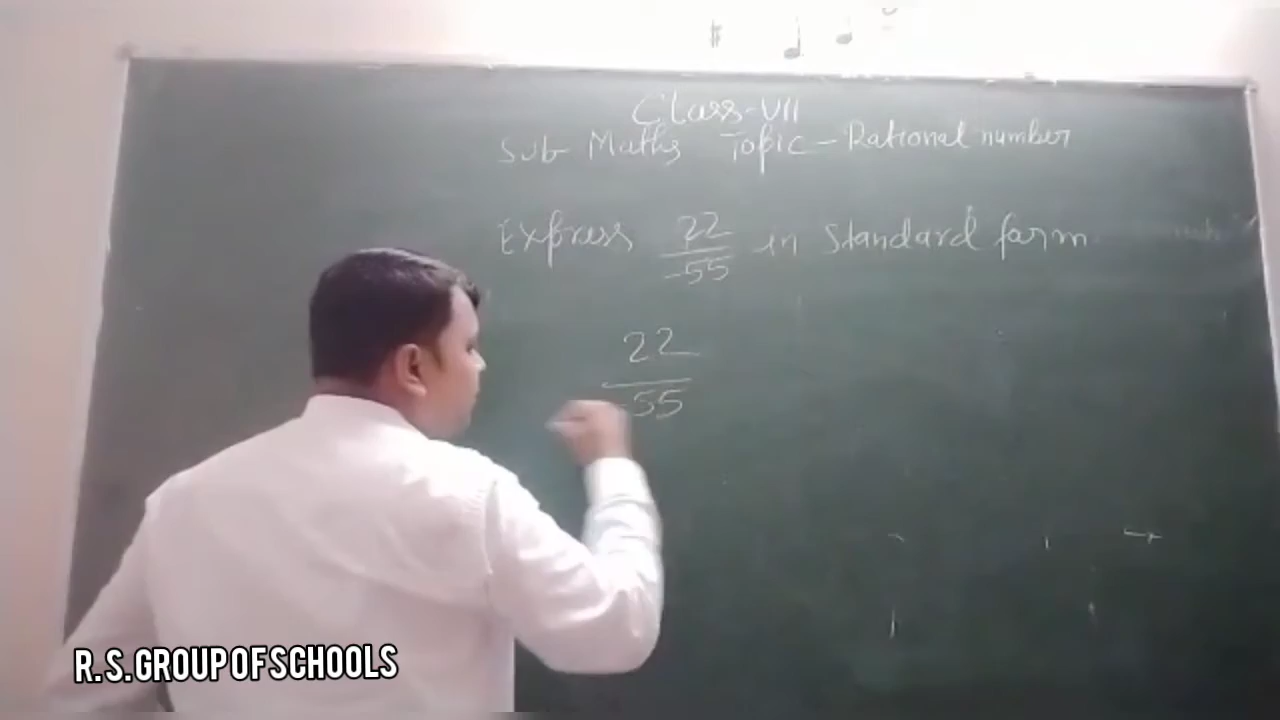 Class-VII
Sub Maths Topic - Rational number
Express 22/-55 in Standard form
22
-55
R.S. GROUP OF SCHOOLS